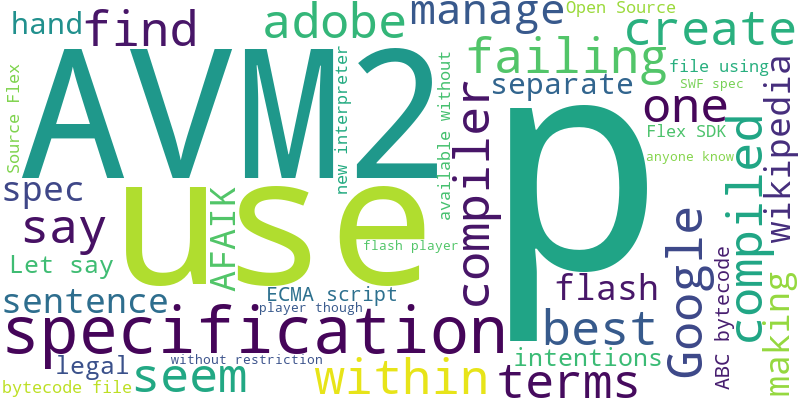 hand
find
adobe
manage
Open Source
create
AVM2
failing
file using
SWF spec
separate
Source Flex
new interpreter
available without
compiler
one
Flex SDK
anyone know
compiled
wikipedia
p
spec
use
say
AFAIK
flash player
Let say
Google
ABC bytecode
flash
sentence
ECMA script
player though
specification
best
making
legal
without restriction
intentions
bytecode file
seem
within
terms